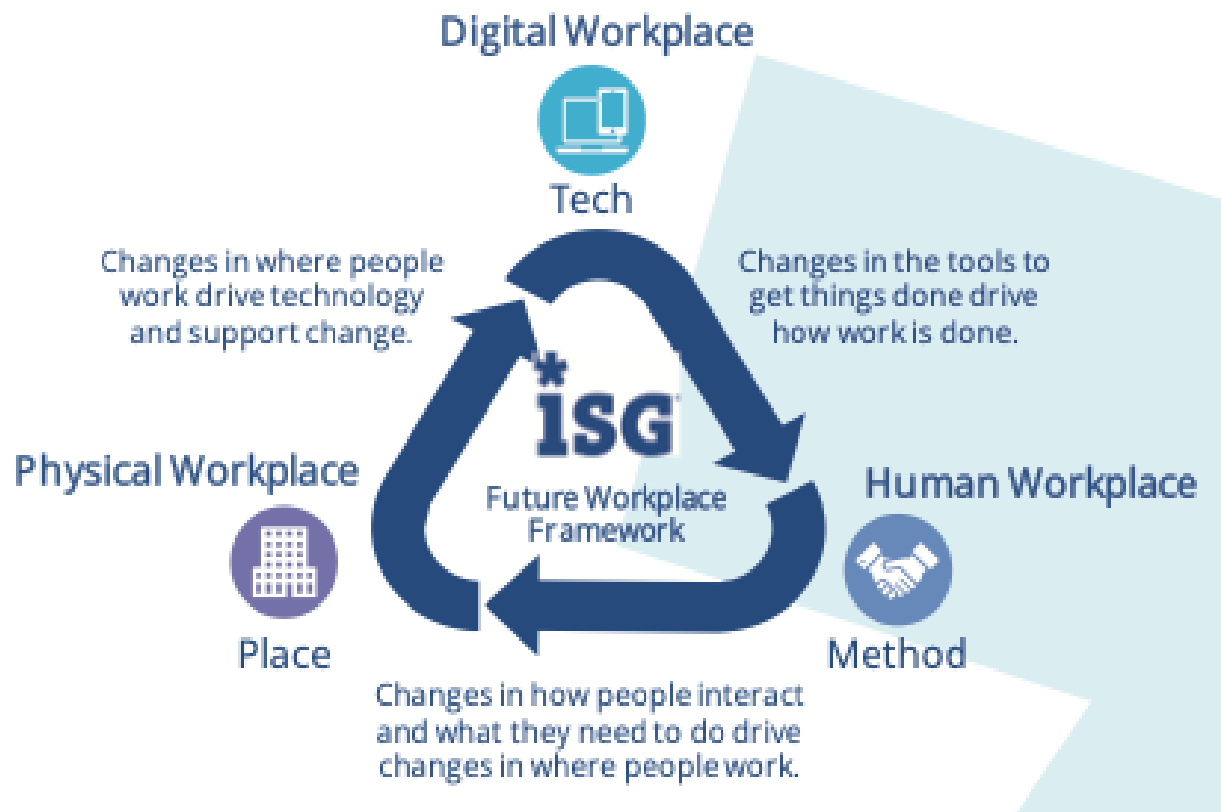 Digital Workplace
Tech
Changes in where people
work drive technology
and support change.
Changes in the tools to
get things done drive
how work is done.
*
ISG
Future Workplace
Framework
Physical Workplace
Place
Human Workplace
Method
Changes in how people interact
and what they need to do drive
changes in where people work.